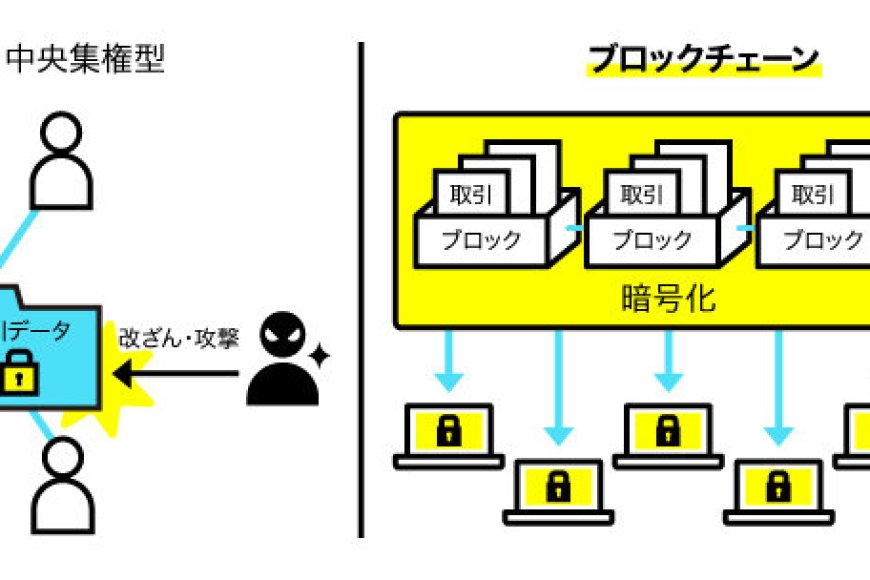 中央集権型
データ
改ざん・攻撃
ブロックチェーン
取引
ブロック
取引
ブロック
取引
ブロック
暗号化